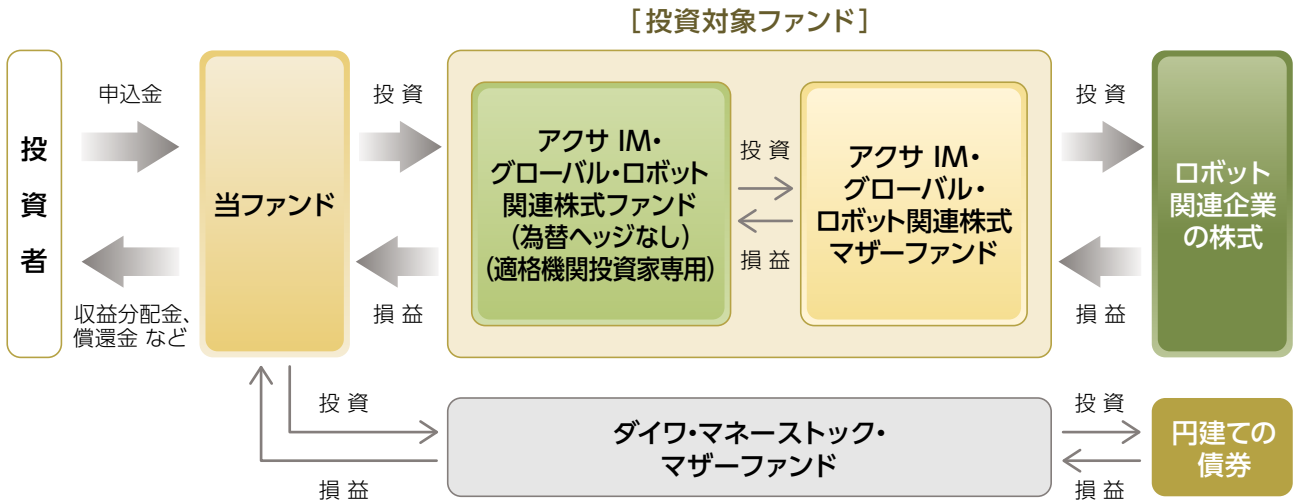 [投資対象ファンド]
投資者
申込金
収益分配金、
償還金 など
当ファンド
投 資
損 益
アクサ IM・
グローバル・ロボット
関連株式ファンド
(為替ヘッジなし)
(適格機関投資家専用)
投 資
損 益
アクサ IM・
グローバル・
ロボット関連株式
マザーファンド
投 資
損 益
ロボット
関連企業
の株式
投 資
損 益
ダイワ・マネーストック・
マザーファンド
投 資
損 益
円建ての
債券